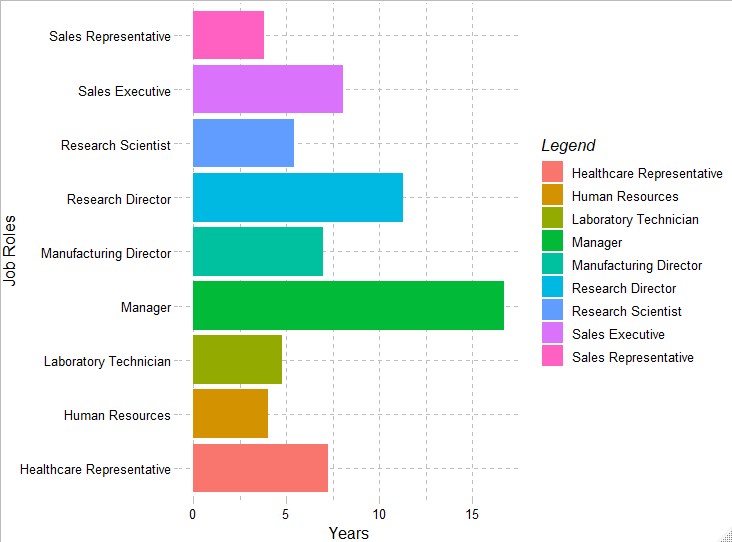 Sales Representative
Sales Executive
Research Scientist
Research Director
Manufacturing Director
Manager
Laboratory Technician
Human Resources
Healthcare Representative
Job Roles
0 5 10 15
Years
Legend
Healthcare Representative
Human Resources
Laboratory Technician
Manager
Manufacturing Director
Research Director
Research Scientist
Sales Executive
Sales Representative